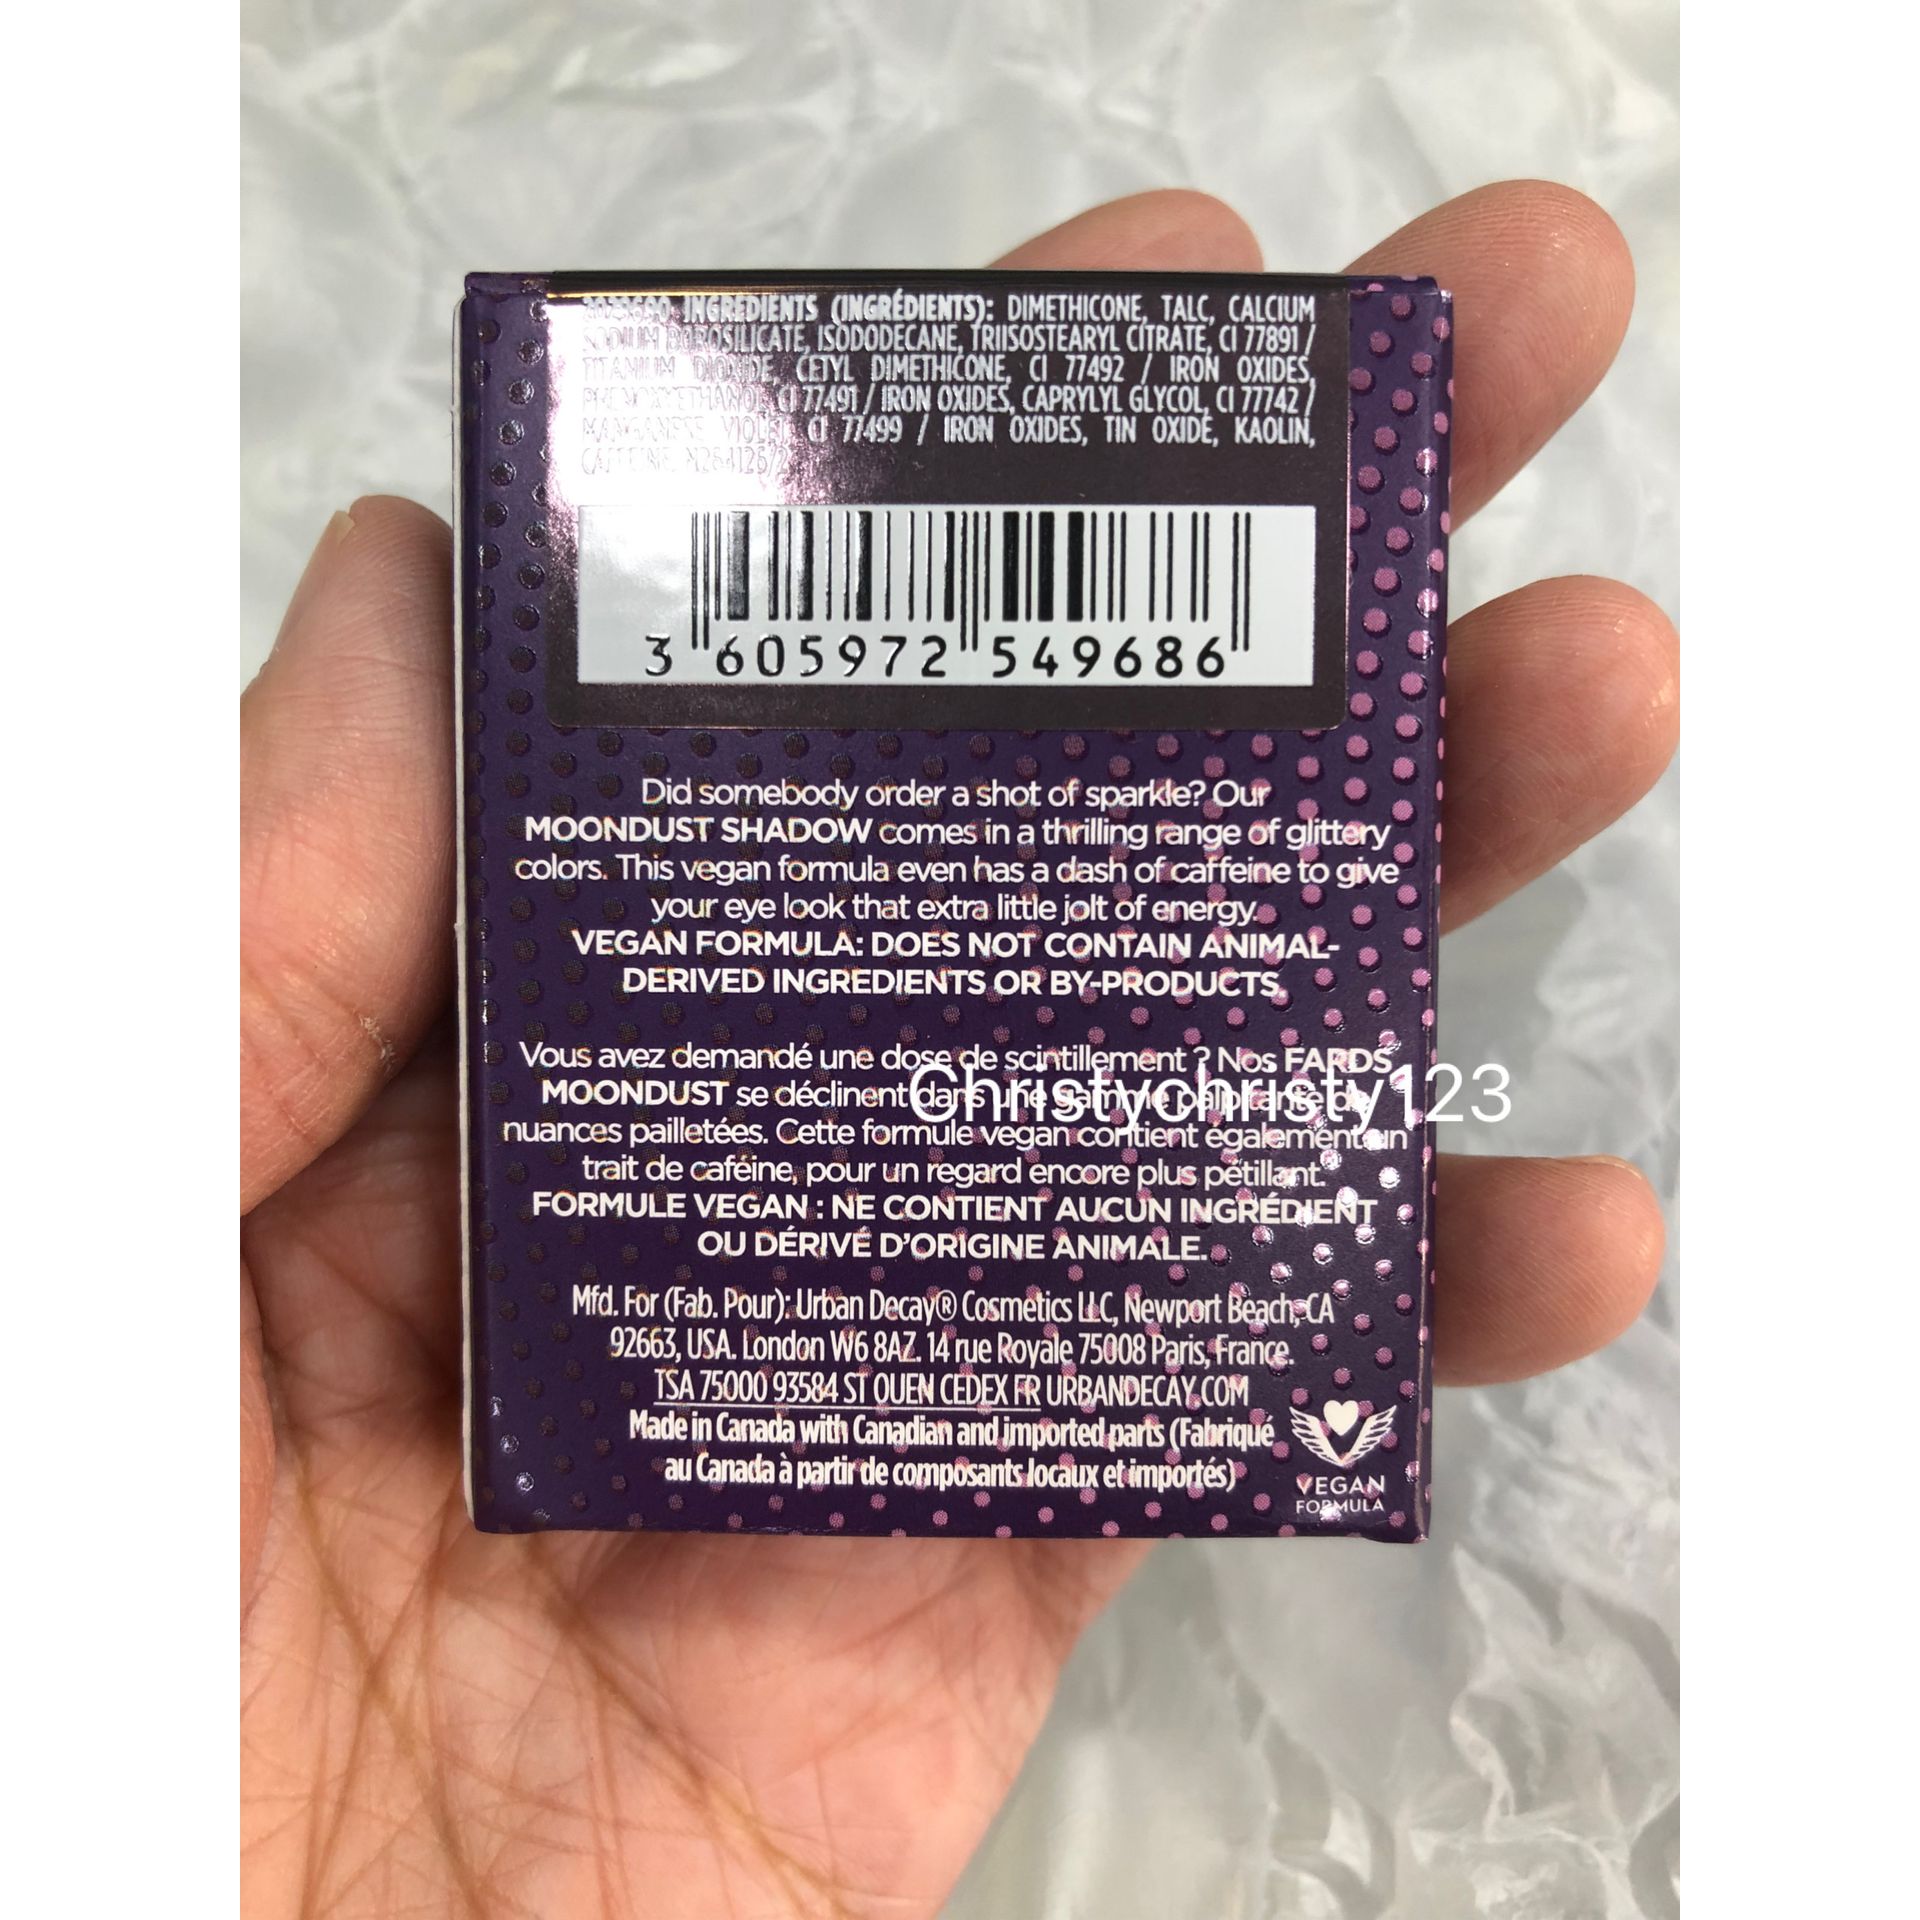 INGREDIENTS (INGRÉDIENTS): DIMETHICONE, TALC, CALCIUM
SODIUM BOROSILICATE, ISODODECANE, TRIISOSTEARYL CITRATE, CI 77891 /
TITANIUM DIOXIDE, CETYL DIMETHICONE, CI 77492 / IRON OXIDES,
PHENOXYETHANOL, CI 77491 / IRON OXIDES, CAPRYLYL GLYCOL, CI 77742 /
MANGANESE VIOLET, CI 77499 / IRON OXIDES, TIN OXIDE, KAOLIN,
CAFFEINE. N264126/2
3 605972 549686
Did somebody order a shot of sparkle? Our
MOONDUST SHADOW comes in a thrilling range of glittery
colors. This vegan formula even has a dash of caffeine to give
your eye look that extra little jolt of energy.
VEGAN FORMULA: DOES NOT CONTAIN ANIMAL-
DERIVED INGREDIENTS OR BY-PRODUCTS.
Vous avez demandé une dose de scintillement ? Nos FARDS
MOONDUST se déclinent dans une gamme palpitante
Christychristy123
nuances pailletées. Cette formule vegan contient également un
trait de caféine, pour un regard encore plus pétillant.
FORMULE VEGAN : NE CONTIENT AUCUN INGRÉDIENT
OU DÉRIVÉ D'ORIGINE ANIMALE.
Mfd. For (Fab. Pour): Urban Decay® Cosmetics LLC, Newport Beach, CA
92663, USA. London W6 8AZ. 14 rue Royale 75008 Paris, France.
TSA 75000 93584 ST OUEN CEDEX FR URBANDECAY.COM
Made in Canada with Canadian and imported parts (Fabriqué
au Canada à partir de composants locaux et importés)
VEGAN
FORMULA